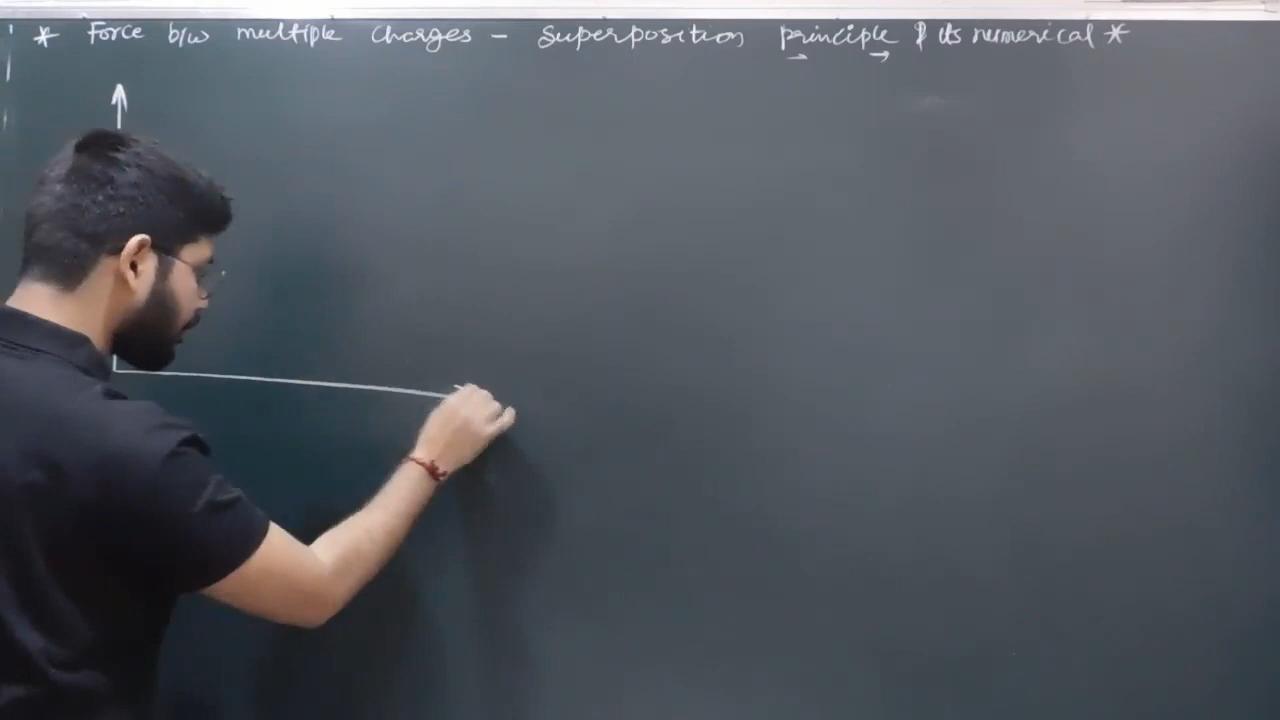 * Force b/w multiple charges - superposition principle & its numerical *